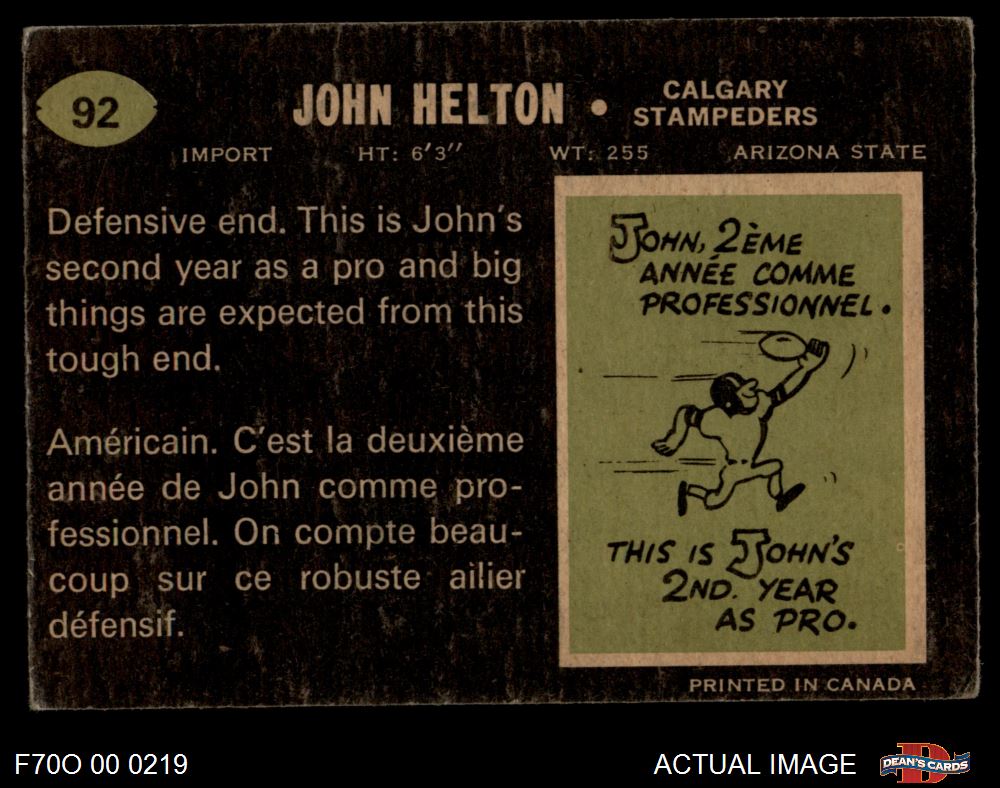 92
JOHN HELTON • CALGARY STAMPEDERS
IMPORT HT: 6'3" WT: 255 ARIZONA STATE
Defensive end. This is John's
second year as a pro and big
things are expected from this
tough end.
Américain. C'est la deuxième
année de John comme pro-
fessionnel. On compte beau-
coup sur ce robuste ailier
défensif.
JOHN, 2ÈME
ANNÉE COMME
PROFESSIONNEL.
THIS IS JOHN'S
2ND. YEAR
AS PRO.
PRINTED IN CANADA
F70O 00 0219
ACTUAL IMAGE
D
DEAN'S CARDS